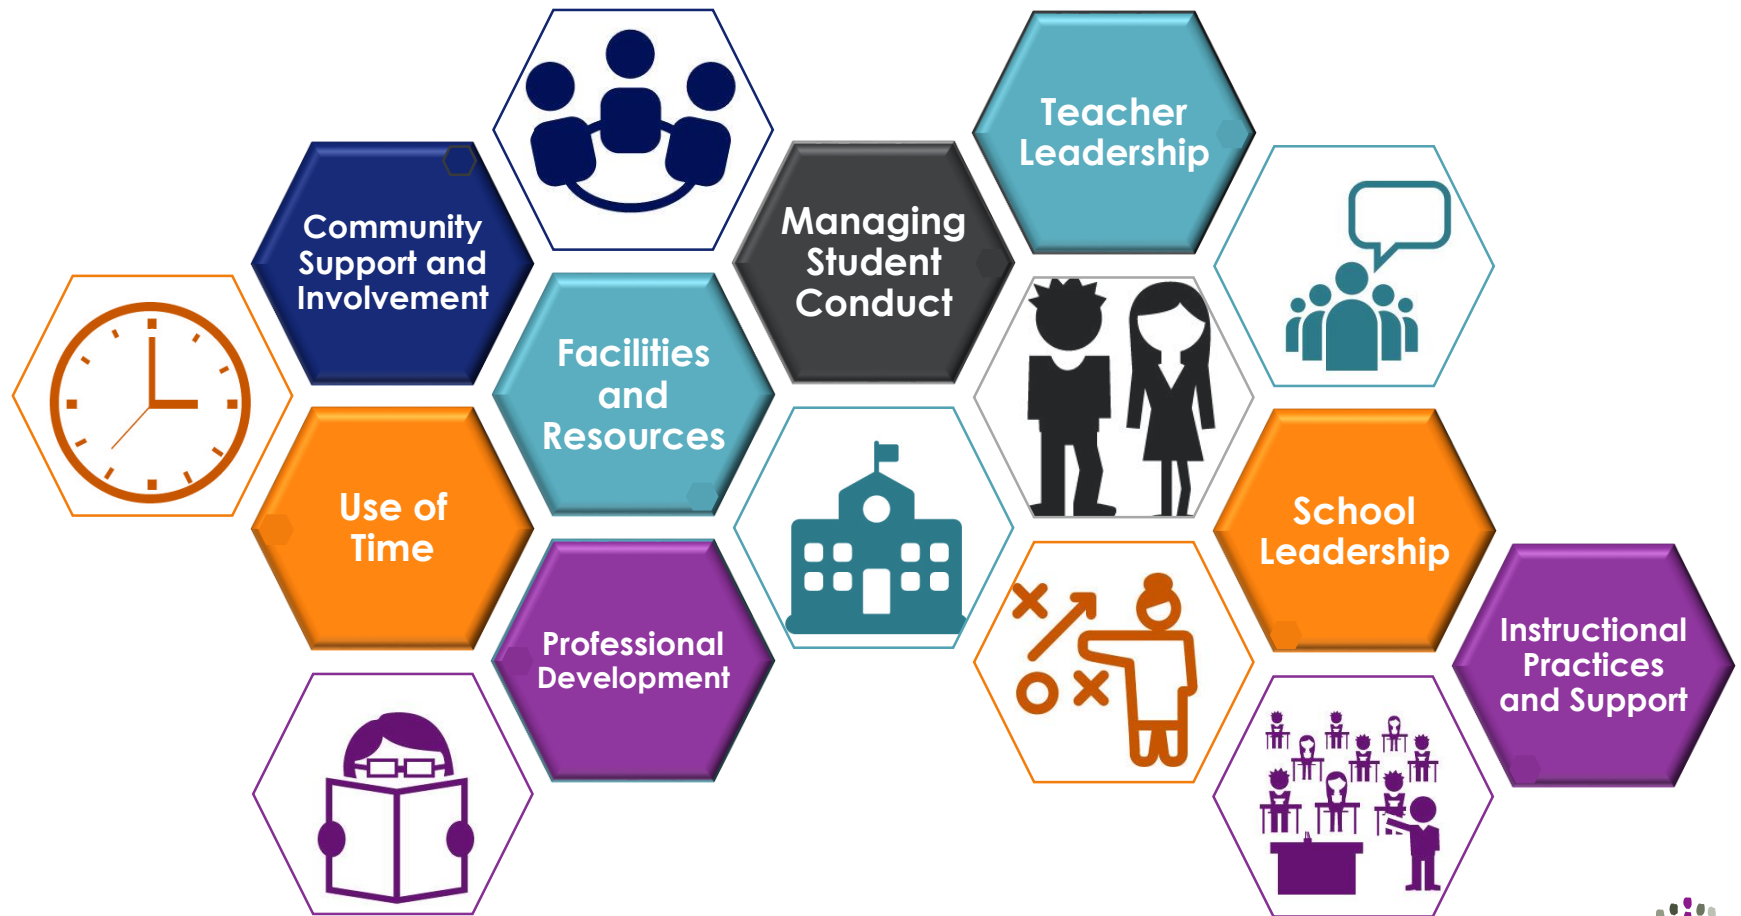 Teacher
Leadership
Community
Support and
Involvement
Managing
Student
Conduct
Facilities
and
Resources
Use of
Time
School
Leadership
Professional
Development
Instructional
Practices
and Support